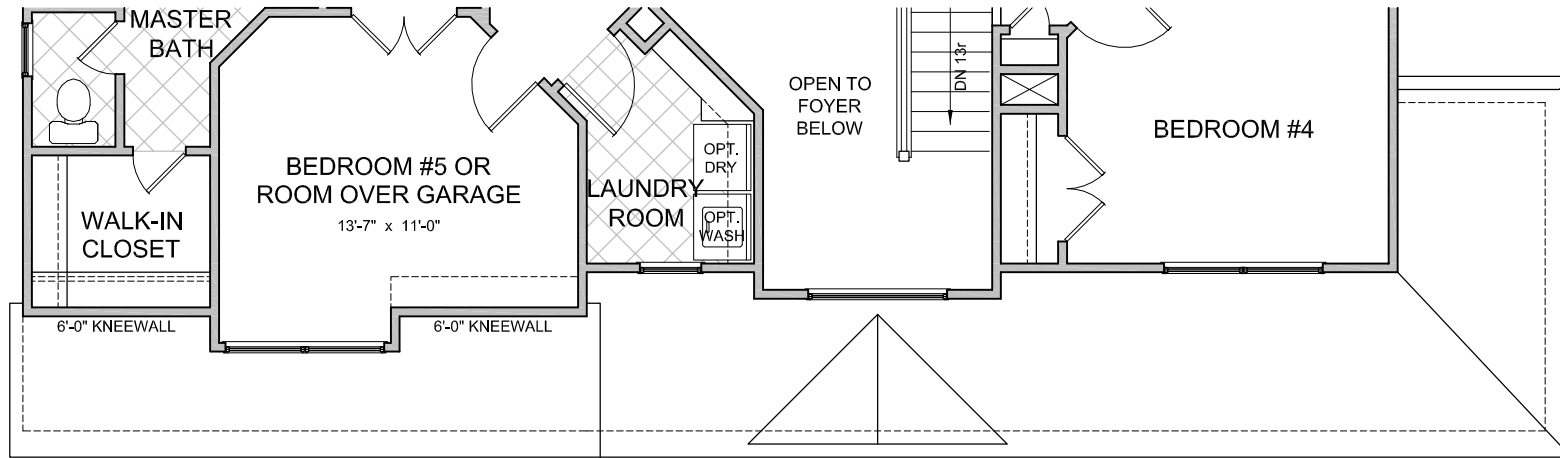 MASTER
BATH
WALK-IN
CLOSET
6'-0" KNEEWALL
BEDROOM #5 OR
ROOM OVER GARAGE
13'-7" x 11'-0"
6'-0" KNEEWALL
LAUNDRY
ROOM
OPT.
DRY
OPT.
WASH
OPEN TO
FOYER
BELOW
DN 13r
BEDROOM #4